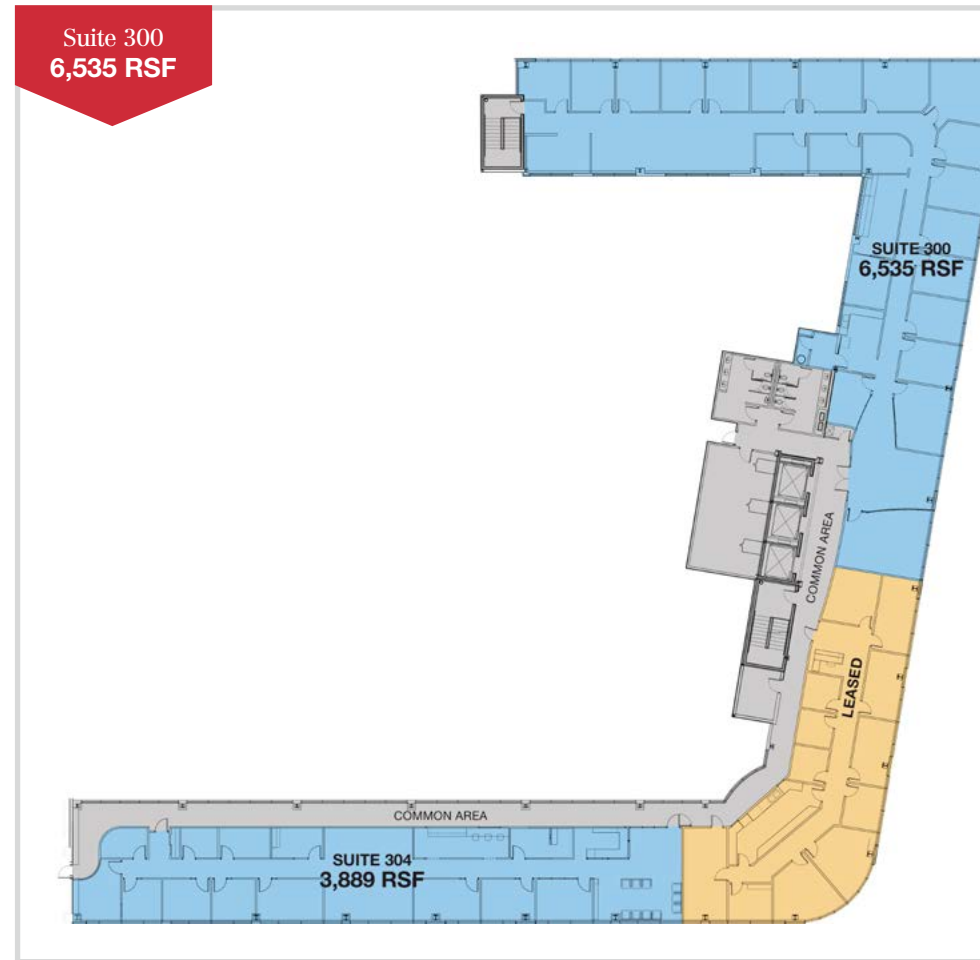 Suite 300
6,535 RSF
SUITE 300
6,535 RSF
COMMON AREA
LEASED
COMMON AREA
SUITE 304
3,889 RSF